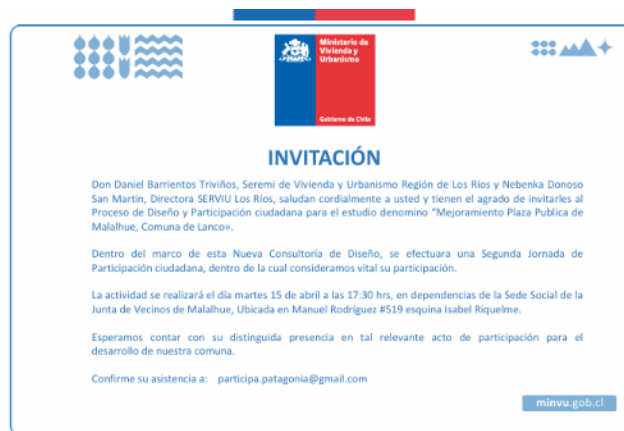 Ministerio de
Vivienda y
Urbanismo
Gobierno de Chile
INVITACIÓN
Don Daniel Barrientos Triviños, Seremi de Vivienda y Urbanismo Región de Los Ríos y Nebenka Donoso
San Martin, Directora SERVIU Los Ríos, saludan cordialmente a usted y tienen el agrado de invitarles al
Proceso de Diseño y Participación ciudadana para el estudio denomino "Mejoramiento Plaza Publica de
Malalhue, Comuna de Lanco».
Dentro del marco de esta Nueva Consultoría de Diseño, se efectuara una Segunda Jornada de
Participación ciudadana, dentro de la cual consideramos vital su participación.
La actividad se realizará el día martes 15 de abril a las 17:30 hrs, en dependencias de la Sede Social de la
Junta de Vecinos de Malalhue, Ubicada en Manuel Rodríguez #519 esquina Isabel Riquelme.
Esperamos contar con su distinguida presencia en tal relevante acto de participación para el
desarrollo de nuestra comuna.
Confirme su asistencia a: participa.patagonia@gmail.com
minvu.gob.cl